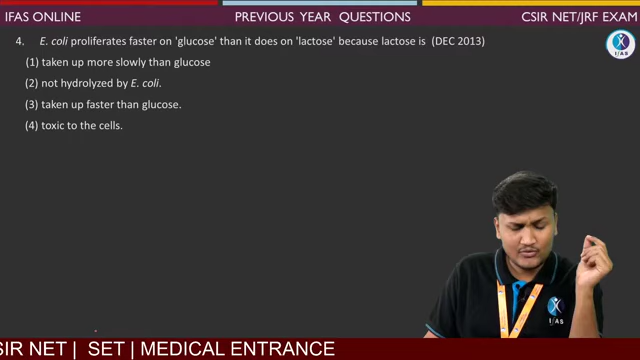 IFAS ONLINE PREVIOUS YEAR QUESTIONS CSIR NET/JRF EXAM
4. E. coli proliferates faster on 'glucose' than it does on 'lactose' because lactose is (DEC 2013)
(1) taken up more slowly than glucose
(2) not hydrolyzed by E. coli.
(3) taken up faster than glucose.
(4) toxic to the cells.
IFAS
IFAS
SIR NET | SET | MEDICAL ENTRANCE